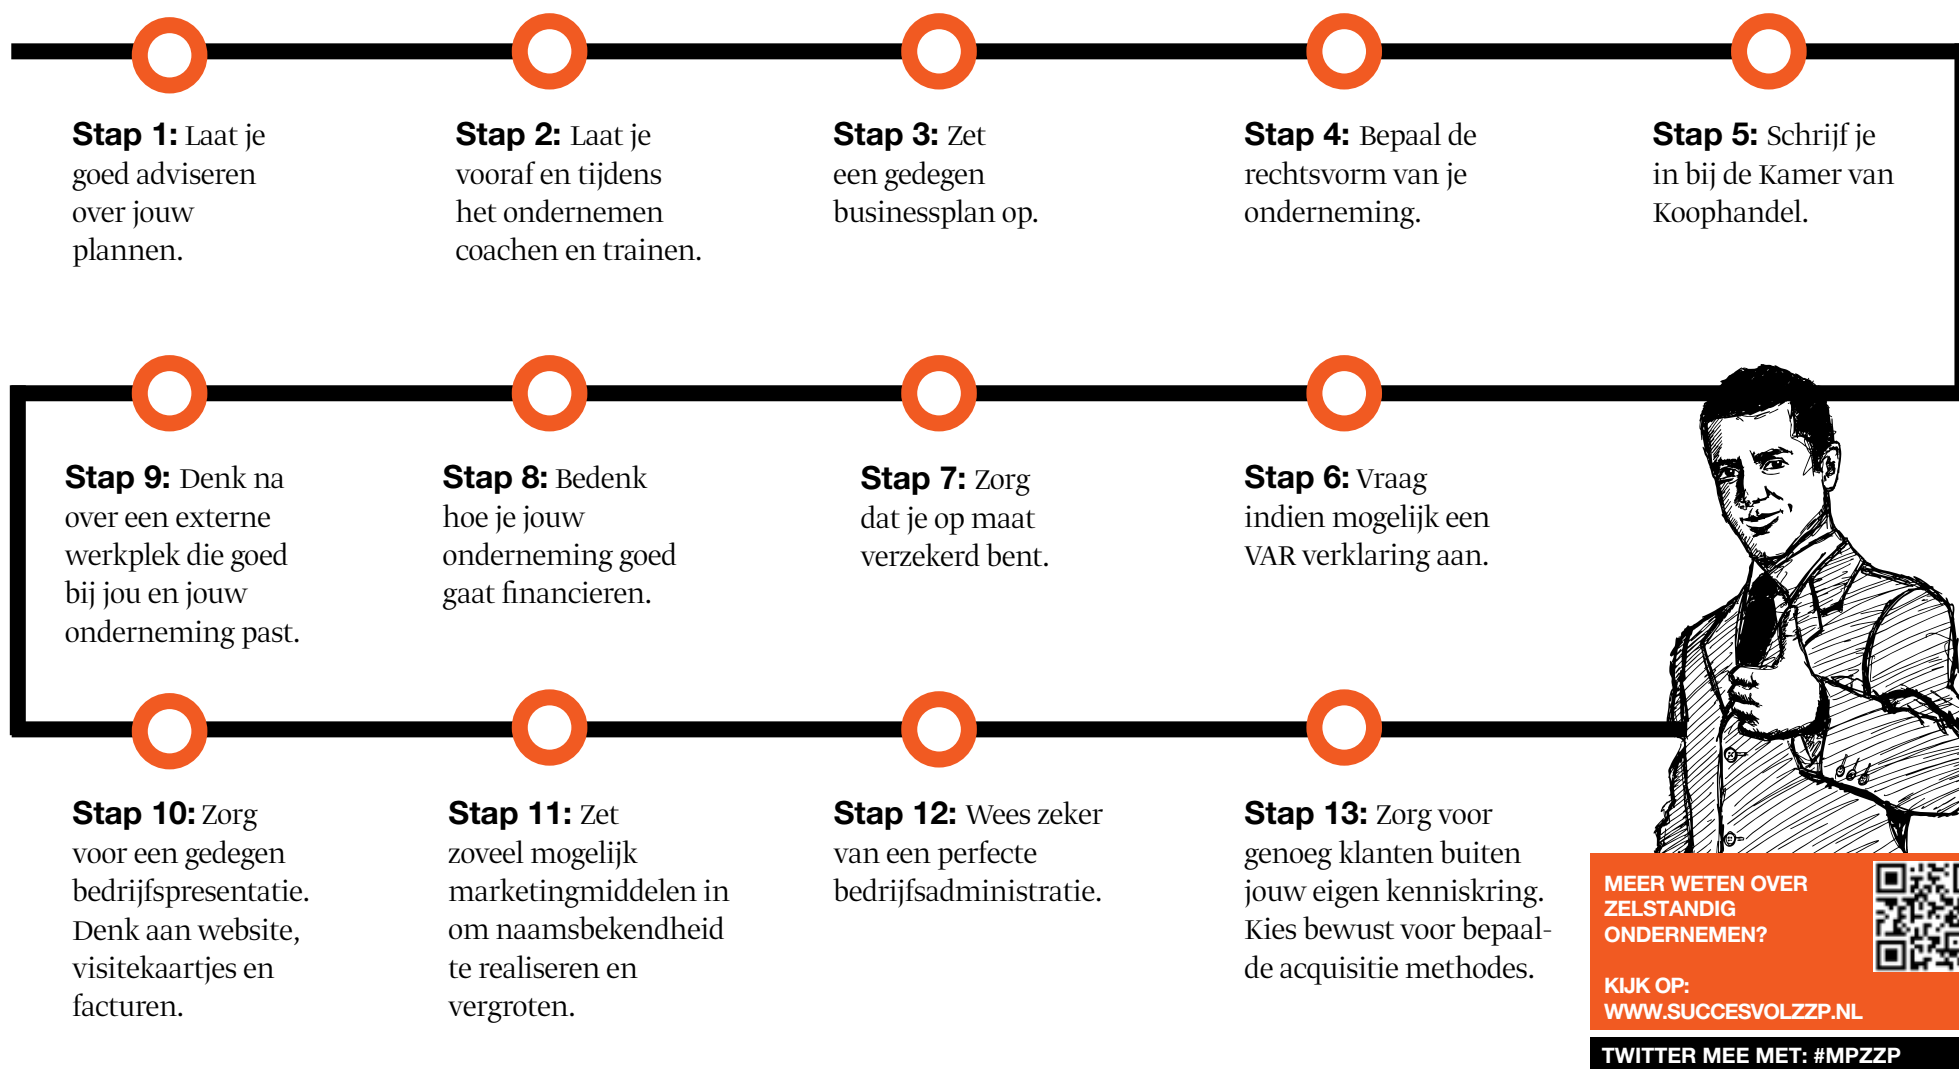 Stap 1: Laat je
goed adviseren
over jouw
plannen.
Stap 2: Laat je
vooraf en tijdens
het ondernemen
coachen en trainen.
Stap 3: Zet
een gedegen
businessplan op.
Stap 4: Bepaal de
rechtsvorm van je
onderneming.
Stap 5: Schrijf je
in bij de Kamer van
Koophandel.
Stap 6: Vraag
indien mogelijk een
VAR verklaring aan.
Stap 7: Zorg
dat je op maat
verzekerd bent.
Stap 8: Bedenk
hoe je jouw
onderneming goed
gaat financieren.
Stap 9: Denk na
over een externe
werkplek die goed
bij jou en jouw
onderneming past.
Stap 10: Zorg
voor een gedegen
bedrijfspresentatie.
Denk aan website,
visitekaartjes en
facturen.
Stap 11: Zet
zoveel mogelijk
marketingmiddelen in
om naamsbekendheid
te realiseren en
vergroten.
Stap 12: Wees zeker
van een perfecte
bedrijfsadministratie.
Stap 13: Zorg voor
genoeg klanten buiten
jouw eigen kenniskring.
Kies bewust voor bepaal-
de acquisitie methodes.
MEER WETEN OVER
ZELSTANDIG
ONDERNEMEN?
KIJK OP:
WWW.SUCCESVOLZZP.NL
TWITTER MEE MET: #MPZZP